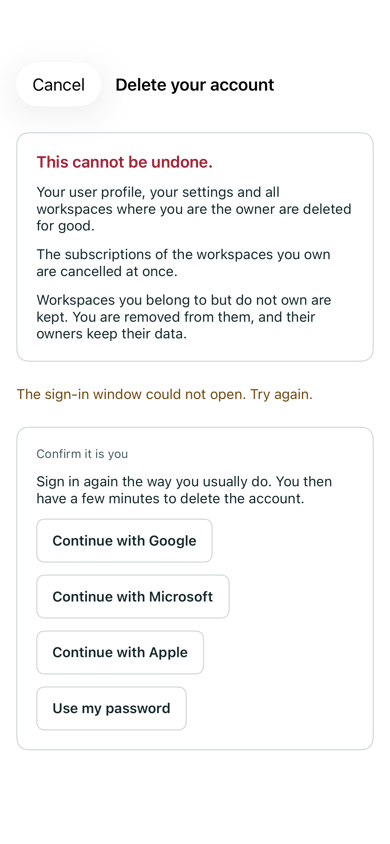 Cancel
Delete your account
This cannot be undone.
Your user profile, your settings and all
workspaces where you are the owner are deleted
for good.
The subscriptions of the workspaces you own
are cancelled at once.
Workspaces you belong to but do not own are
kept. You are removed from them, and their
owners keep their data.
The sign-in window could not open. Try again.
Confirm it is you
Sign in again the way you usually do. You then
have a few minutes to delete the account.
Continue with Google
Continue with Microsoft
Continue with Apple
Use my password